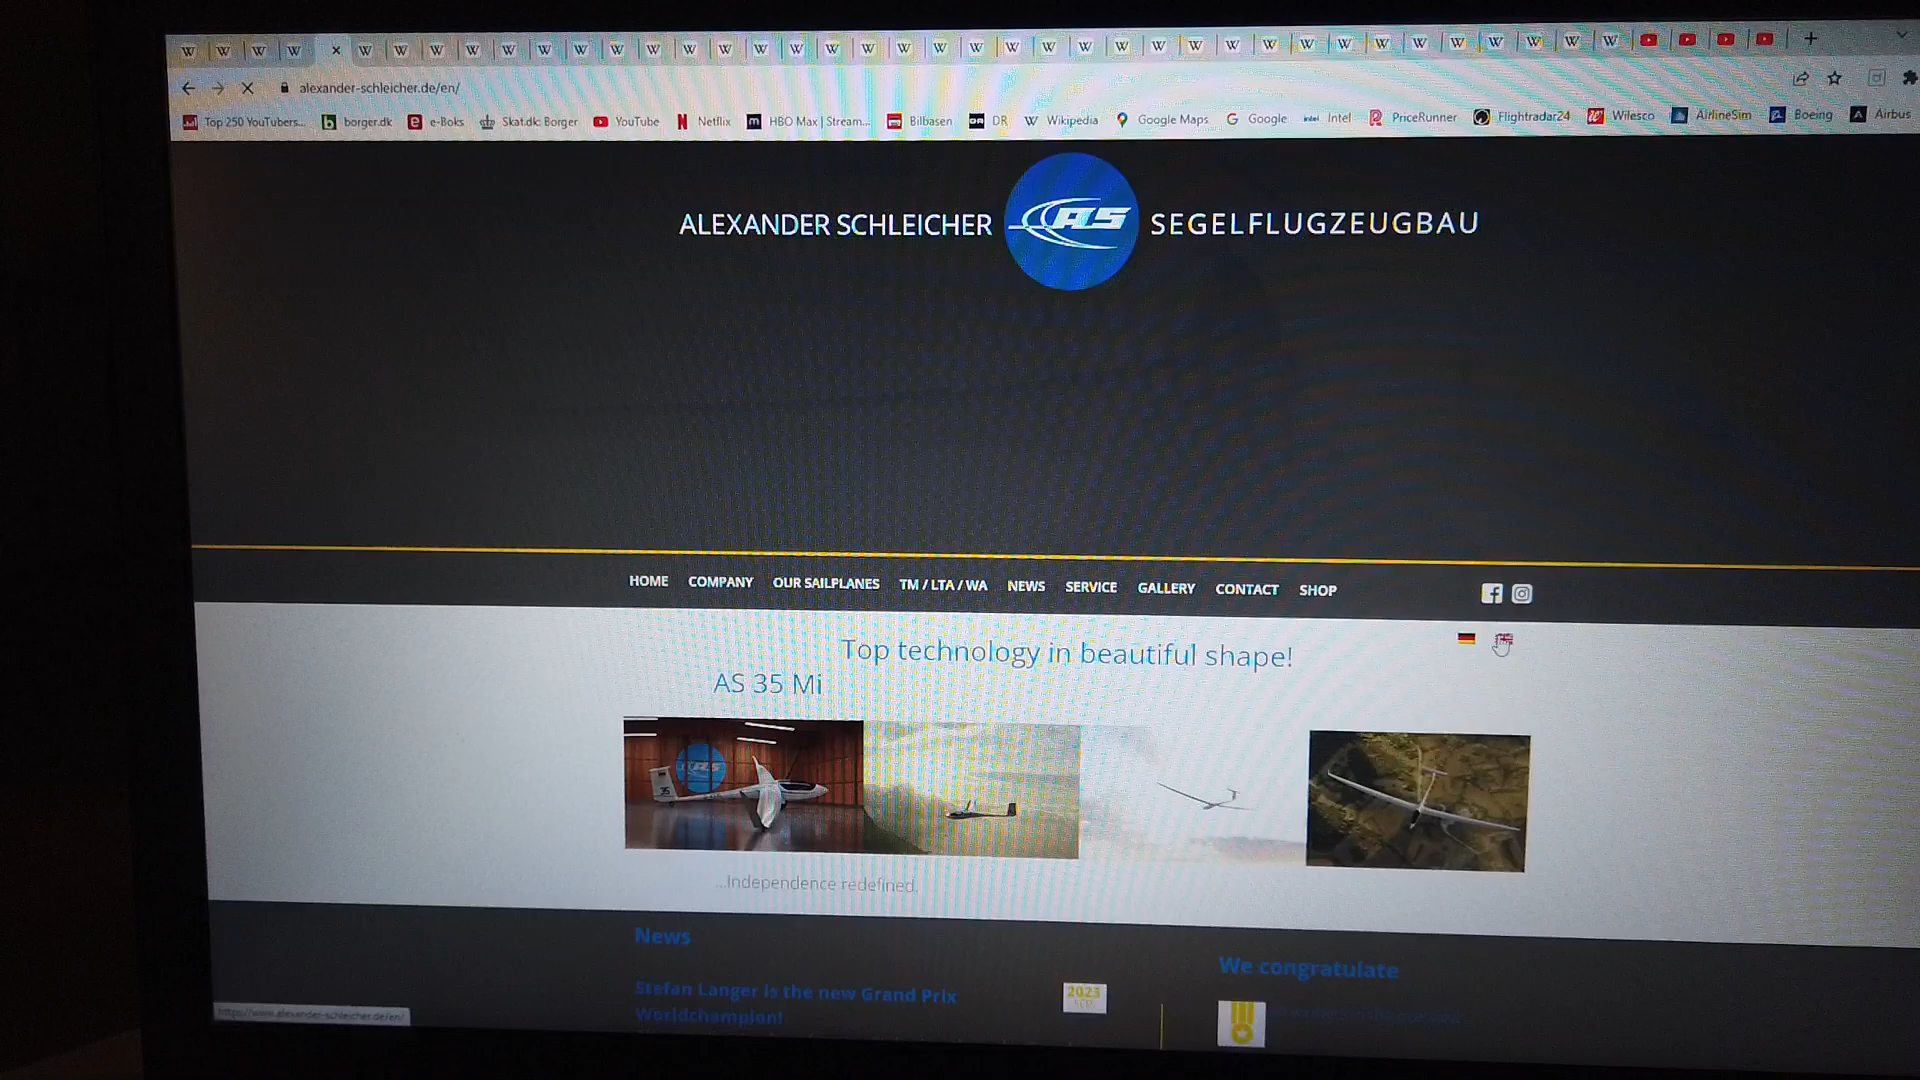 alexander-schleicher.de/en/
Top 250 YouTubers... borger.dk e-Boks Skat.dk: Borger YouTube Netflix HBO Max | Stream... Bilbasen DR Wikipedia Google Maps Google Intel PriceRunner Flightradar24 Wilesco AirlineSim Boeing Airbus
ALEXANDER SCHLEICHER AS SEGELFLUGZEUGBAU
HOME COMPANY OUR SAILPLANES TM / LTA / WA NEWS SERVICE GALLERY CONTACT SHOP
Top technology in beautiful shape!
AS 35 Mi
...Independence redefined.
News
We congratulate
Stefan Langer is the new Grand Prix
Worldchampion!
2023
https://www.alexander-schleicher.de/en/